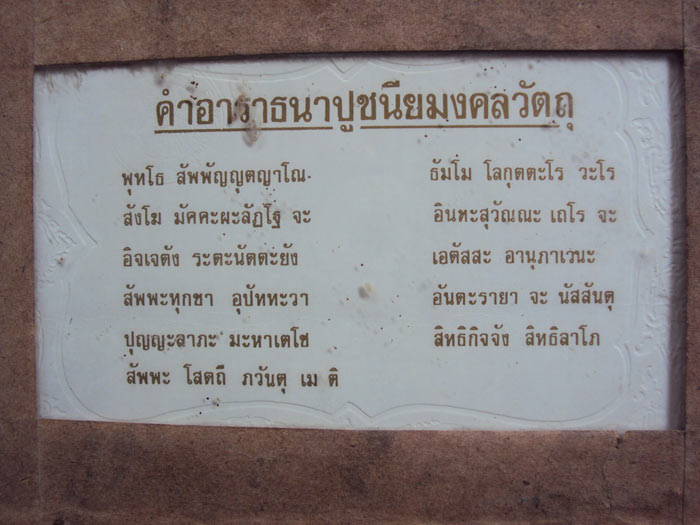 คำอาราธนาปูชนียมงคลวัตถุ
พุทโธ สัพพัญญุตญาโณ ธัมโม โลกุตตะโร วะโร
สังโฆ มัคคะผะลัฏโฐ จะ อินทะสุวัณณะ เถโร จะ
อิจเจตัง ระตะนัตตะยัง เอตัสสะ อานุภาเวนะ
สัพพะทุกขา อุปัททะวา อันตะรายา จะ นัสสันตุ
ปุญญะลาภะ มะหาเตโช สิทธิกิจจัง สิทธิลาโภ
สัพพะ โสตถี ภวันตุ เม ติ